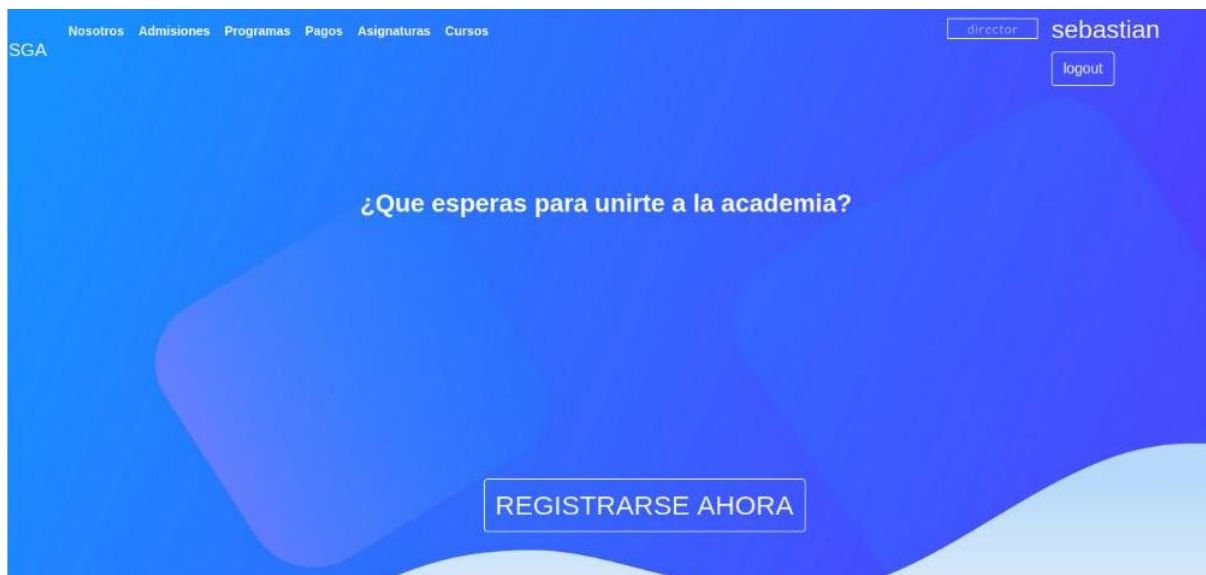 SGA
Nosotros Admisiones Programas Pagos Asignaturas Cursos
director
sebastian
logout
¿Que esperas para unirte a la academia?
REGISTRARSE AHORA